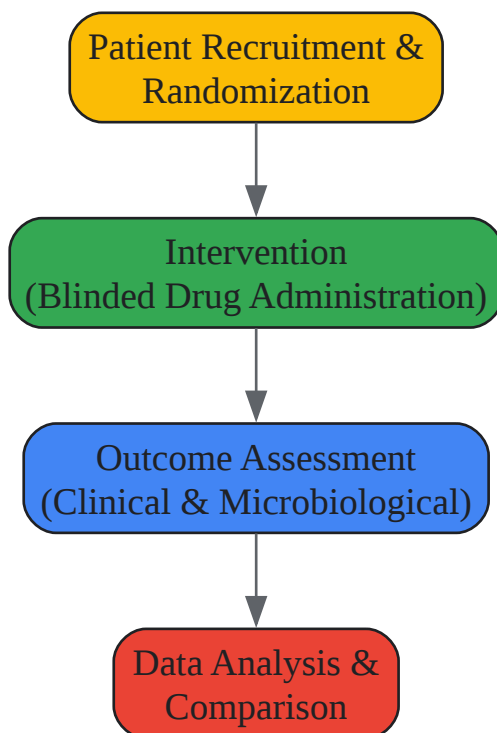 Patient Recruitment &
Randomization
Intervention
(Blinded Drug Administration)
Outcome Assessment
(Clinical & Microbiological)
Data Analysis &
Comparison